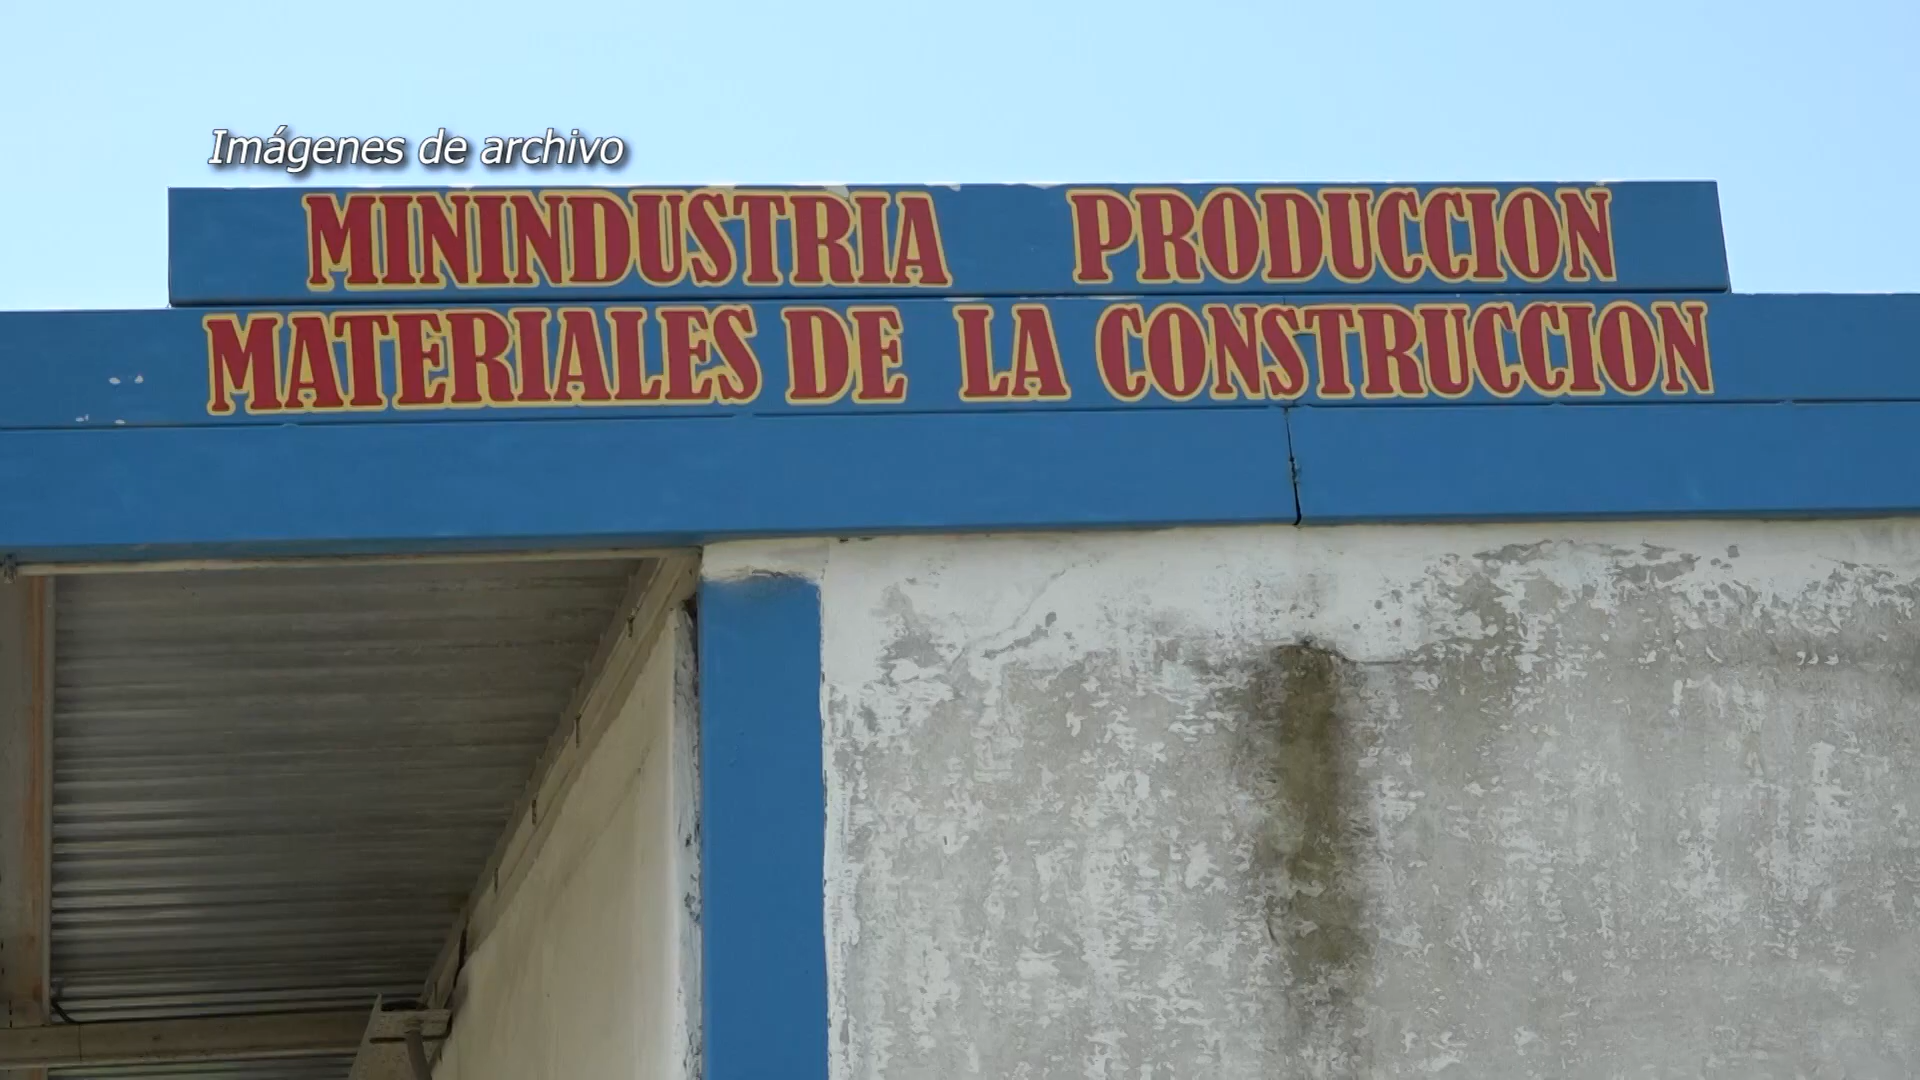 Imágenes de archivo
MININDUSTRIA PRODUCCION
MATERIALES DE LA CONSTRUCCION